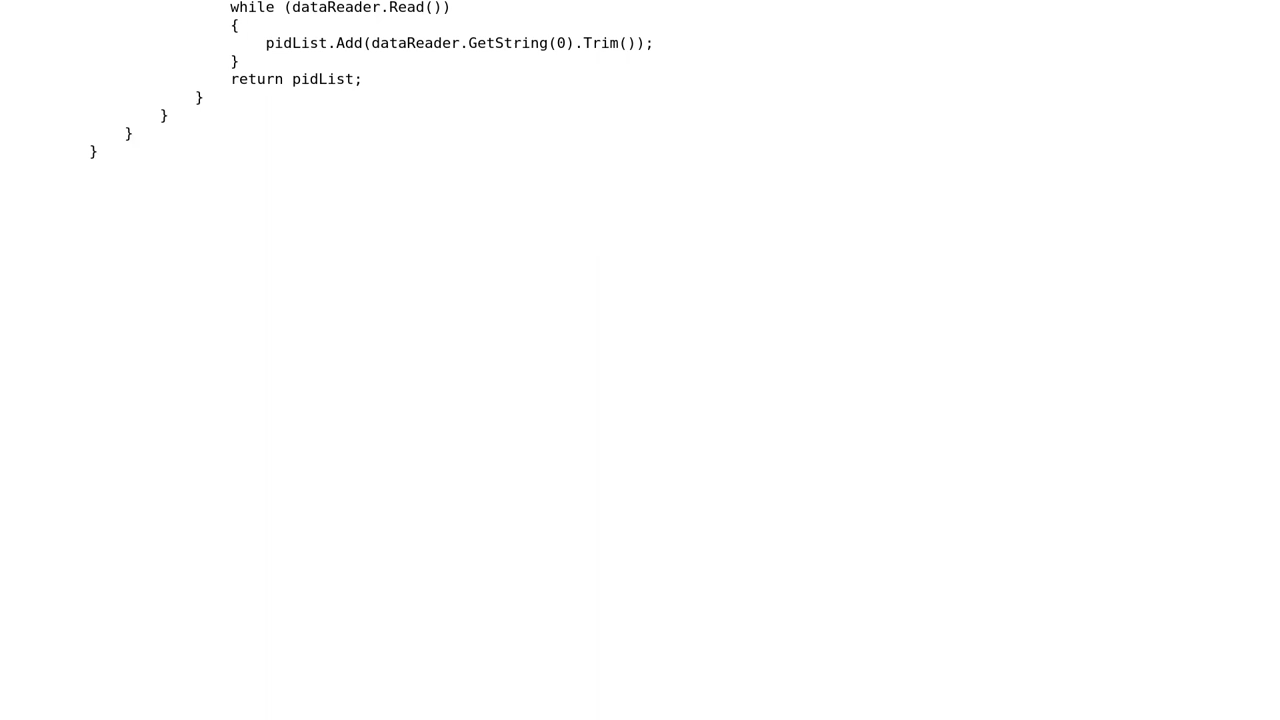 while (dataReader.Read())
                {
                    pidList.Add(dataReader.GetString(0).Trim());
                }
                return pidList;
            }
        }
    }
}